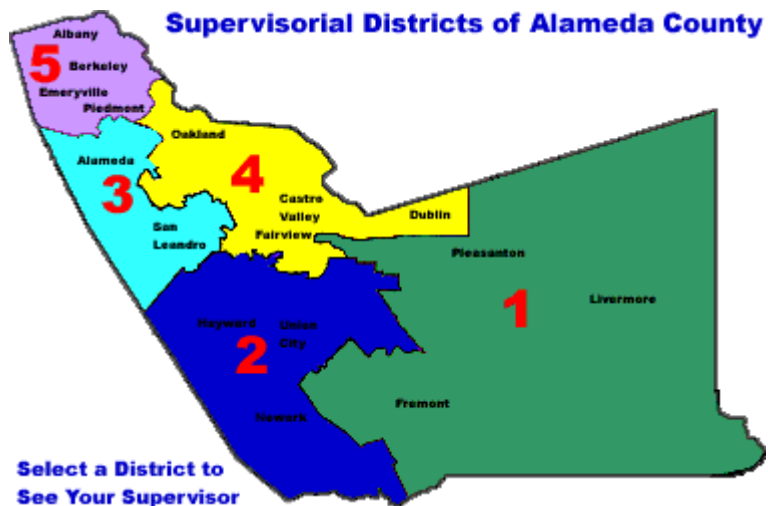 Supervisorial Districts of Alameda County
Albany
5
Berkeley
Emeryville
Piedmont
Oakland
Alameda
3
4
Castro
Valley
Fairview
Dublin
San
Leandro
Pleasanton
Livermore
1
Hayward
Union
City
2
Newark
Fremont
Select a District to
See Your Supervisor